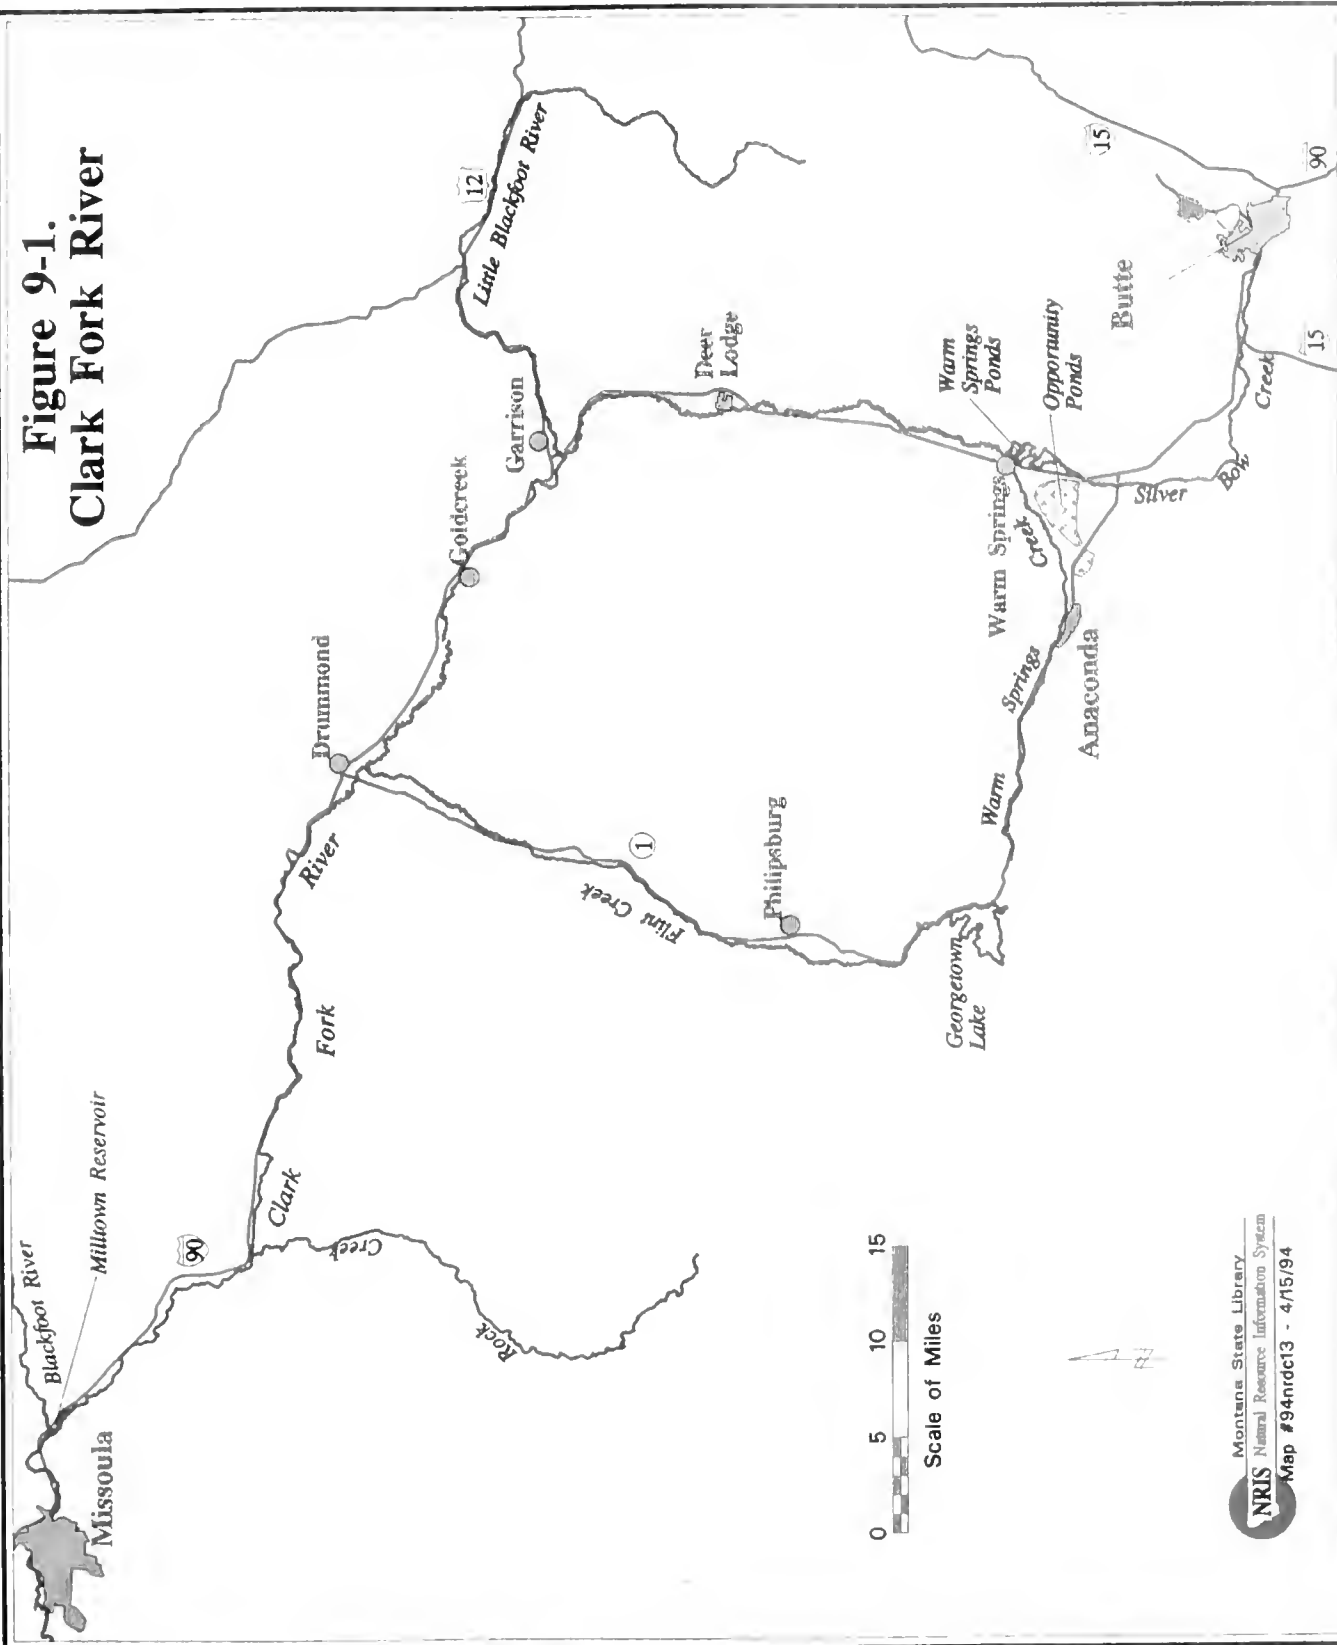 Figure 9-1.
Clark Fork River
Blackfoot River
Milltown Reservoir
Missoula
90
Clark
Fork
River
Rock
Creek
Drummond
Goldcreek
Garrison
12
Little Blackfoot River
Deer
Lodge
1
Flint Creek
Philipsburg
Georgetown
Lake
Warm
Springs
Creek
Warm Springs
Anaconda
Warm
Springs
Ponds
Opportunity
Ponds
Silver
Bow
Creek
Butte
15
90
15
0
5
10
15
Scale of Miles
N
Montana State Library
NRIS Natural Resource Information System
Map #94nrdc13 - 4/15/94